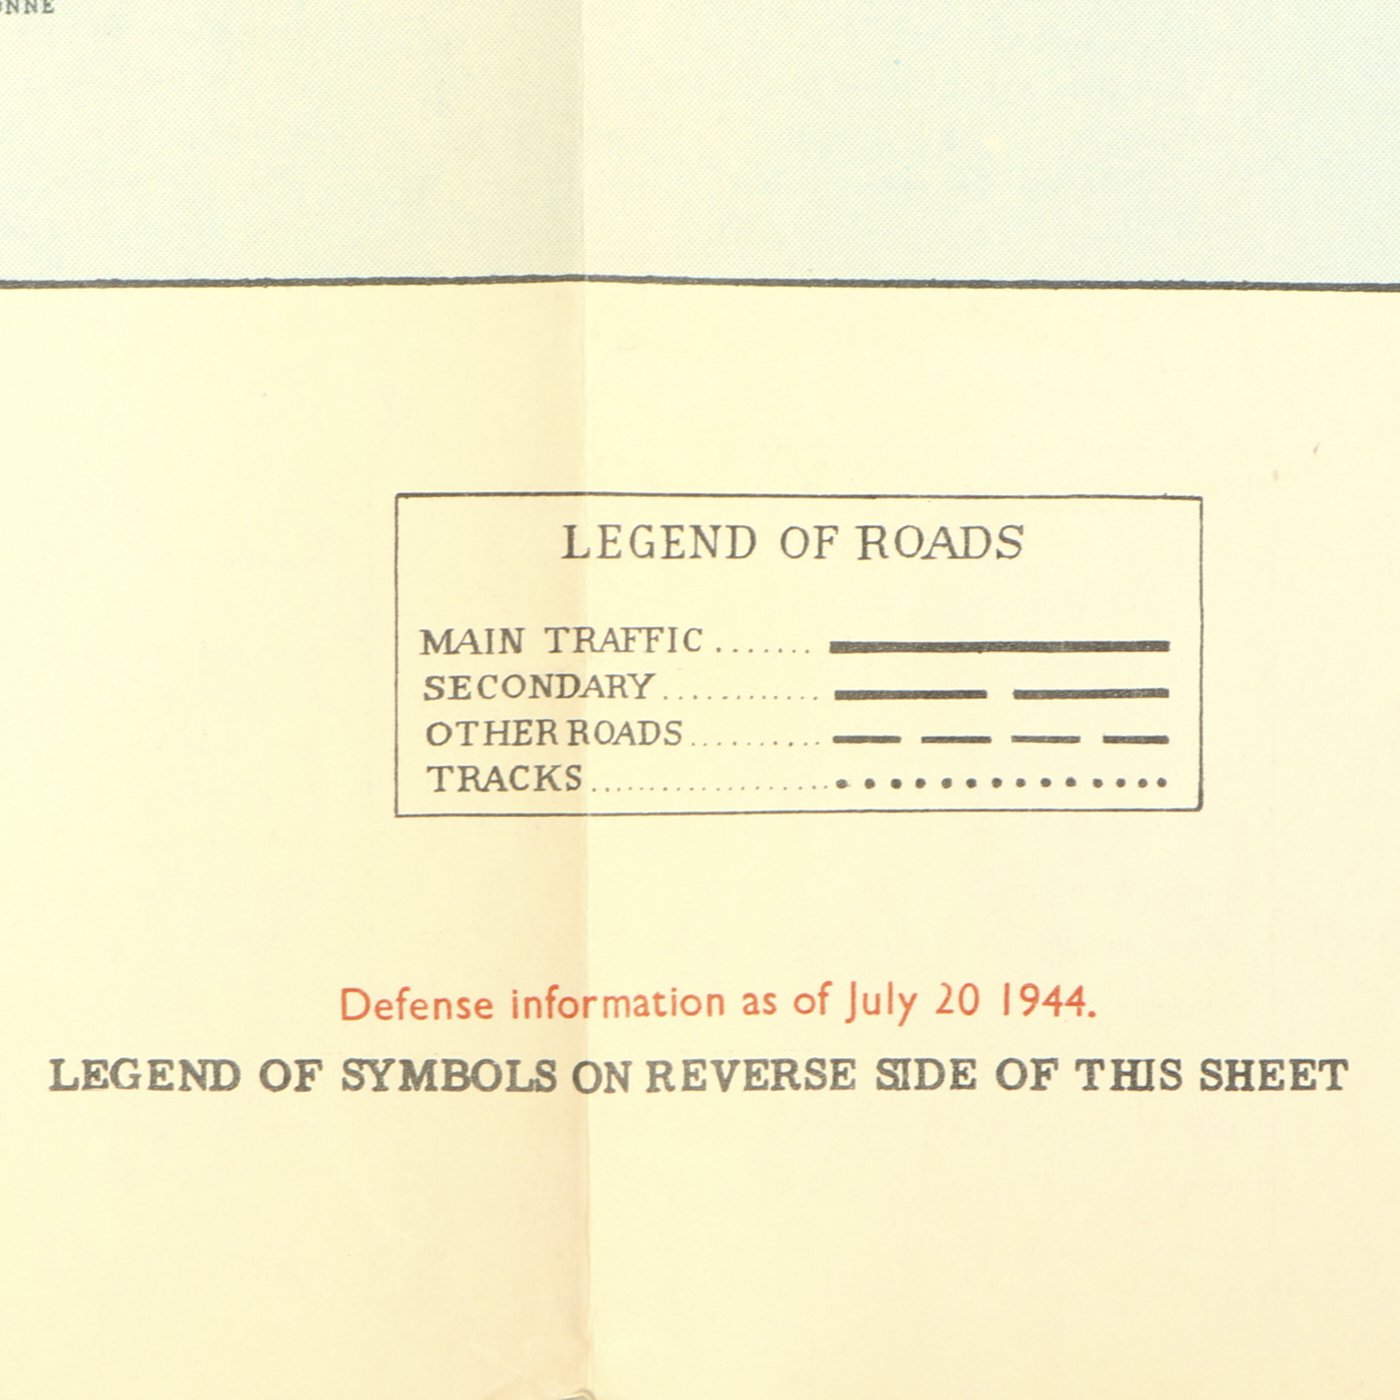 LEGEND OF ROADS
MAIN TRAFFIC.......
SECONDARY............
OTHER ROADS..........
TRACKS...................
Defense information as of July 20 1944.
LEGEND OF SYMBOLS ON REVERSE SIDE OF THIS SHEET